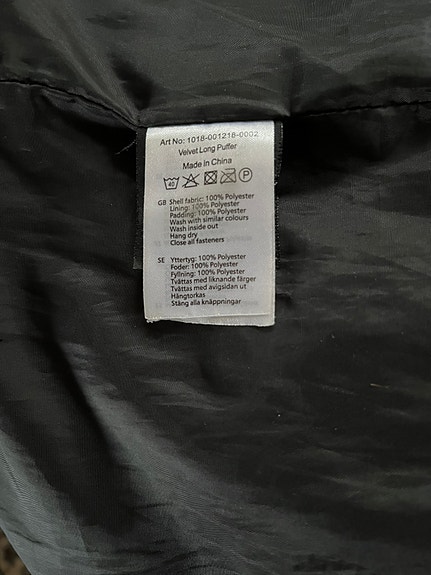 Art No: 1018-001218-0002
Velvet Long Puffer
Made in China
40 P
GB Shell fabric: 100% Polyester
Lining: 100% Polyester
Padding: 100% Polyester
Wash with similar colours
Wash inside out
Hang dry
Close all fasteners
SE Yttertyg: 100% Polyester
Foder: 100% Polyester
Fyllning: 100% Polyester
Tvättas med liknande färger
Tvättas med avigsidan ut
Hängtorkas
Stäng alla knäppningar